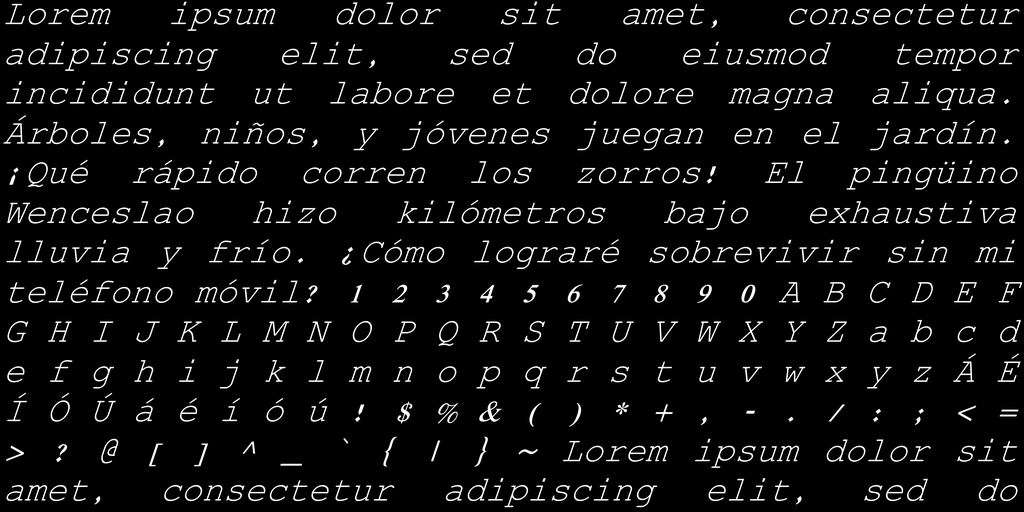 Lorem ipsum dolor sit amet, consectetur
adipiscing elit, sed do eiusmod tempor
incididunt ut labore et dolore magna aliqua.
Árboles, niños, y jóvenes juegan en el jardín.
¡Qué rápido corren los zorros! El pingüino
Wenceslao hizo kilómetros bajo exhaustiva
lluvia y frío. ¿Cómo lograré sobrevivir sin mi
teléfono móvil? 1 2 3 4 5 6 7 8 9 0 A B C D E F
G H I J K L M N O P Q R S T U V W X Y Z a b c d
e f g h i j k l m n o p q r s t u v w x y z Á É
Í Ó Ú á é í ó ú ! $ % & ( ) * + , - . / : ; < =
> ? @ [ ] ^ _ ` { | } ~ Lorem ipsum dolor sit
amet, consectetur adipiscing elit, sed do